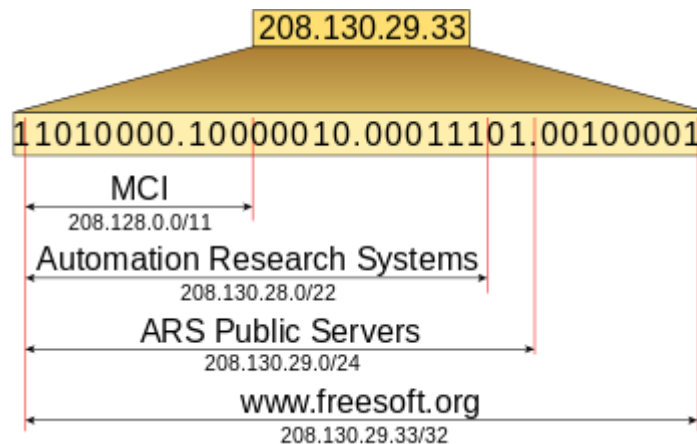 208.130.29.33
11010000.10000010.00011101.00100001
MCI
208.128.0.0/11
Automation Research Systems
208.130.28.0/22
ARS Public Servers
208.130.29.0/24
www.freesoft.org
208.130.29.33/32